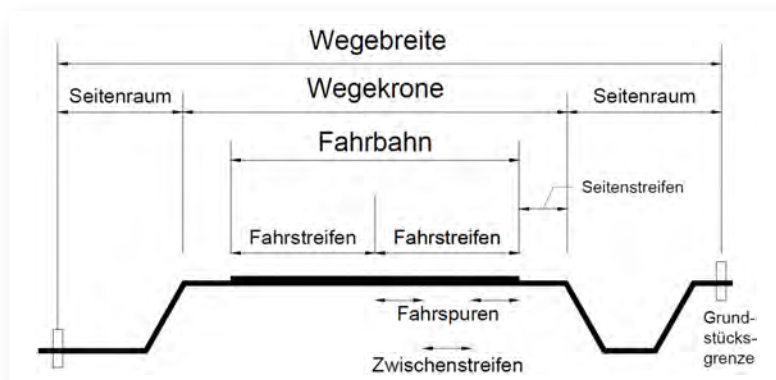 Wegebreite
Seitenraum
Wegekrone
Seitenraum
Fahrbahn
Seitenstreifen
Fahrstreifen
Fahrstreifen
Fahrspuren
Zwischenstreifen
Grund-
stücks-
grenze